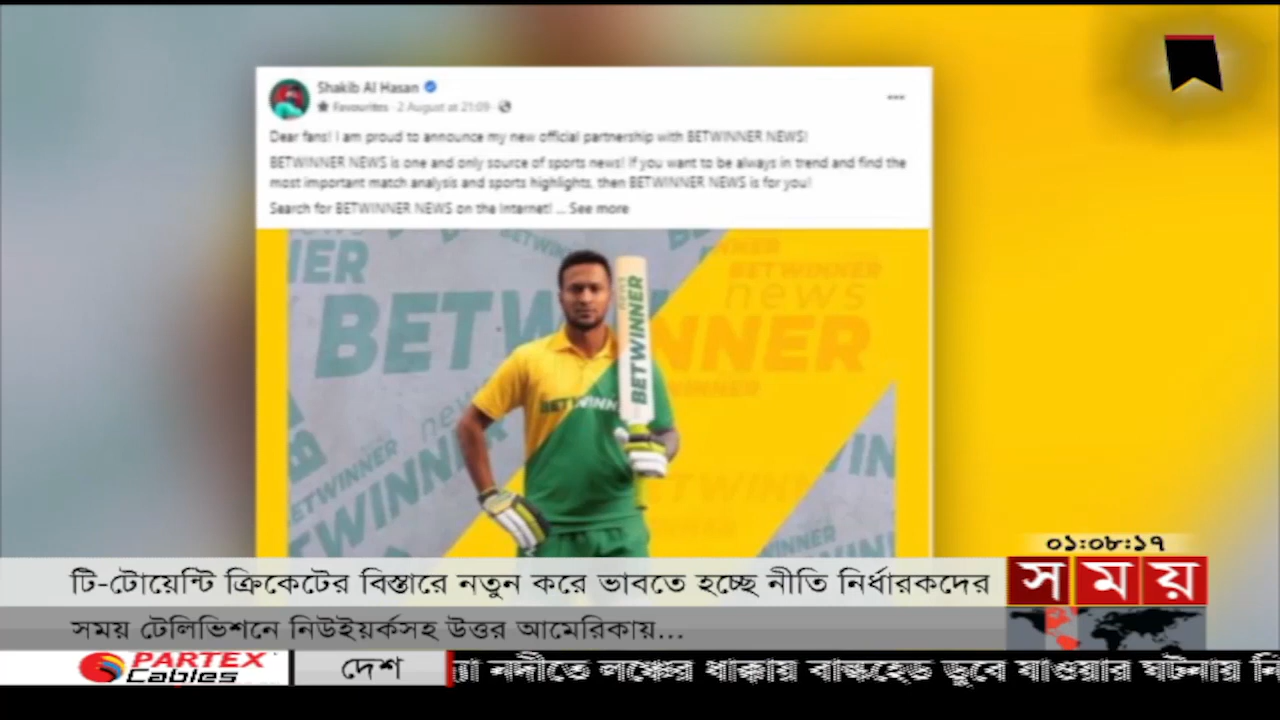 Shakib Al Hasan
Favourites · 2 August at 21:09 ·
Dear fans! I am proud to announce my new official partnership with BETWINNER NEWS!
BETWINNER NEWS is one and only source of sports news! If you want to be always in trend and find the
most important match analysis and sports highlights, then BETWINNER NEWS is for you!
Search for BETWINNER NEWS on the Internet! ... See more
NNER
BETWINNER
news
BETWINNER
news
BETWINNER
BETWINNER
০১:০৮:১৭
টি-টোয়েন্টি ক্রিকেটের বিস্তারে নতুন করে ভাবতে হচ্ছে নীতি নির্ধারকদের
সময়
সময় টেলিভিশনে নিউইয়র্কসহ উত্তর আমেরিকায়...
PARTEX
Cables
দেশ
্যা নদীতে লঞ্চের ধাক্কায় বাল্কহেড ডুবে যাওয়ার ঘটনায় নি